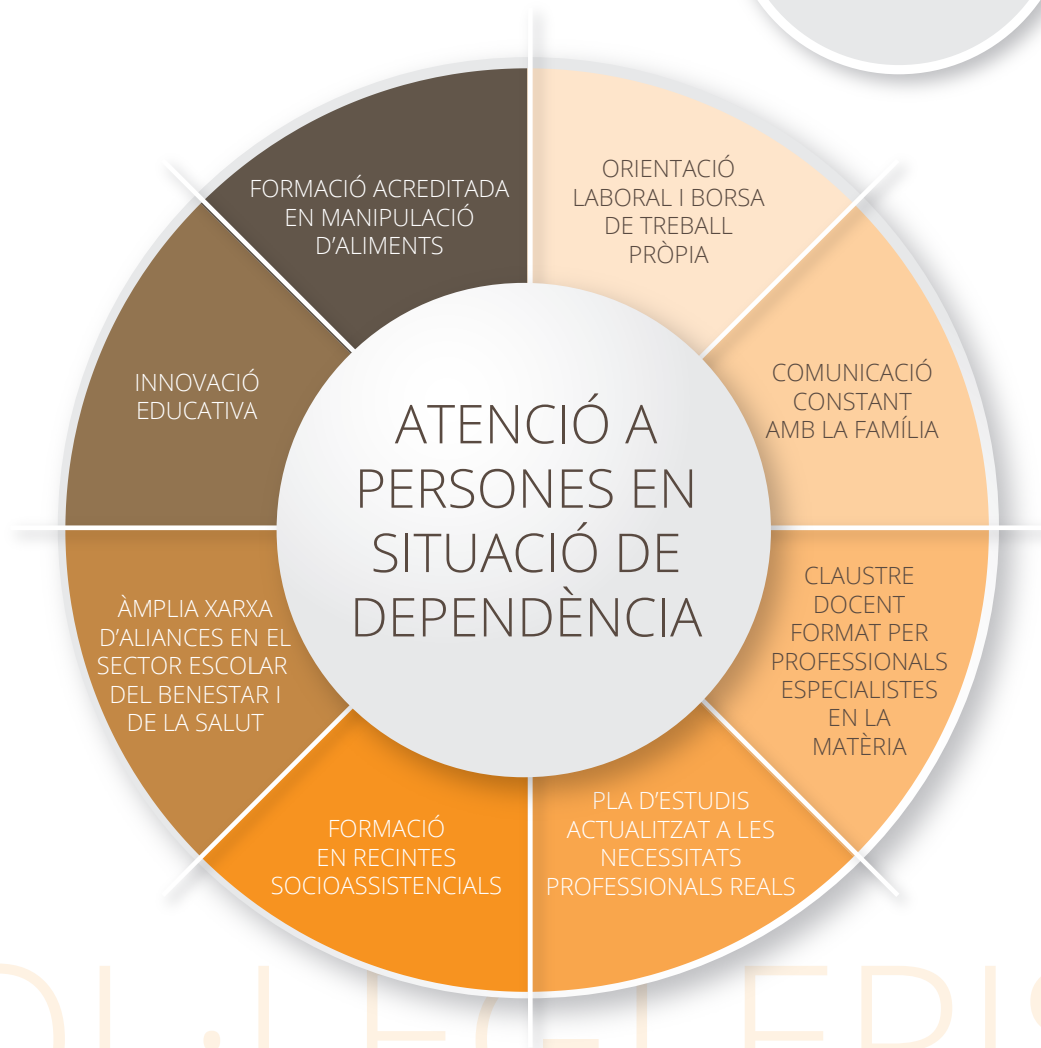 FORMACIÓ ACREDITADA
EN MANIPULACIÓ
D'ALIMENTS
ORIENTACIÓ
LABORAL I BORSA
DE TREBALL
PRÒPIA
INNOVACIÓ
EDUCATIVA
COMUNICACIÓ
CONSTANT
AMB LA FAMÍLIA
ATENCIÓ A
PERSONES EN
SITUACIÓ DE
DEPENDÈNCIA
ÀMPLIA XARXA
D'ALIANCES EN EL
SECTOR ESCOLAR
DEL BENESTAR I
DE LA SALUT
CLAUSTRE
DOCENT
FORMAT PER
PROFESSIONALS
ESPECIALISTES
EN LA
MATÈRIA
FORMACIÓ
EN RECINTES
SOCIOASSISTENCIALS
PLA D'ESTUDIS
ACTUALITZAT A LES
NECESSITATS
PROFESSIONALS REALS